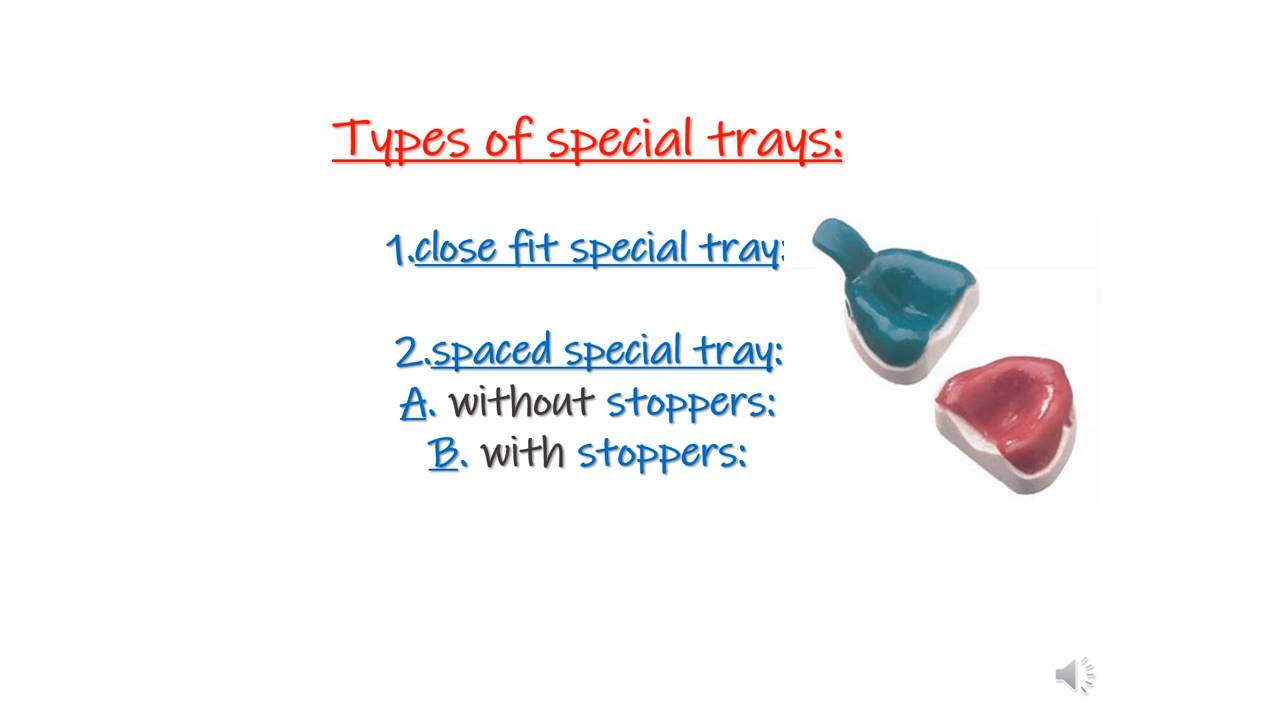 Types of special trays:
1.close fit special tray:
2.spaced special tray:
A. without stoppers:
B. with stoppers: